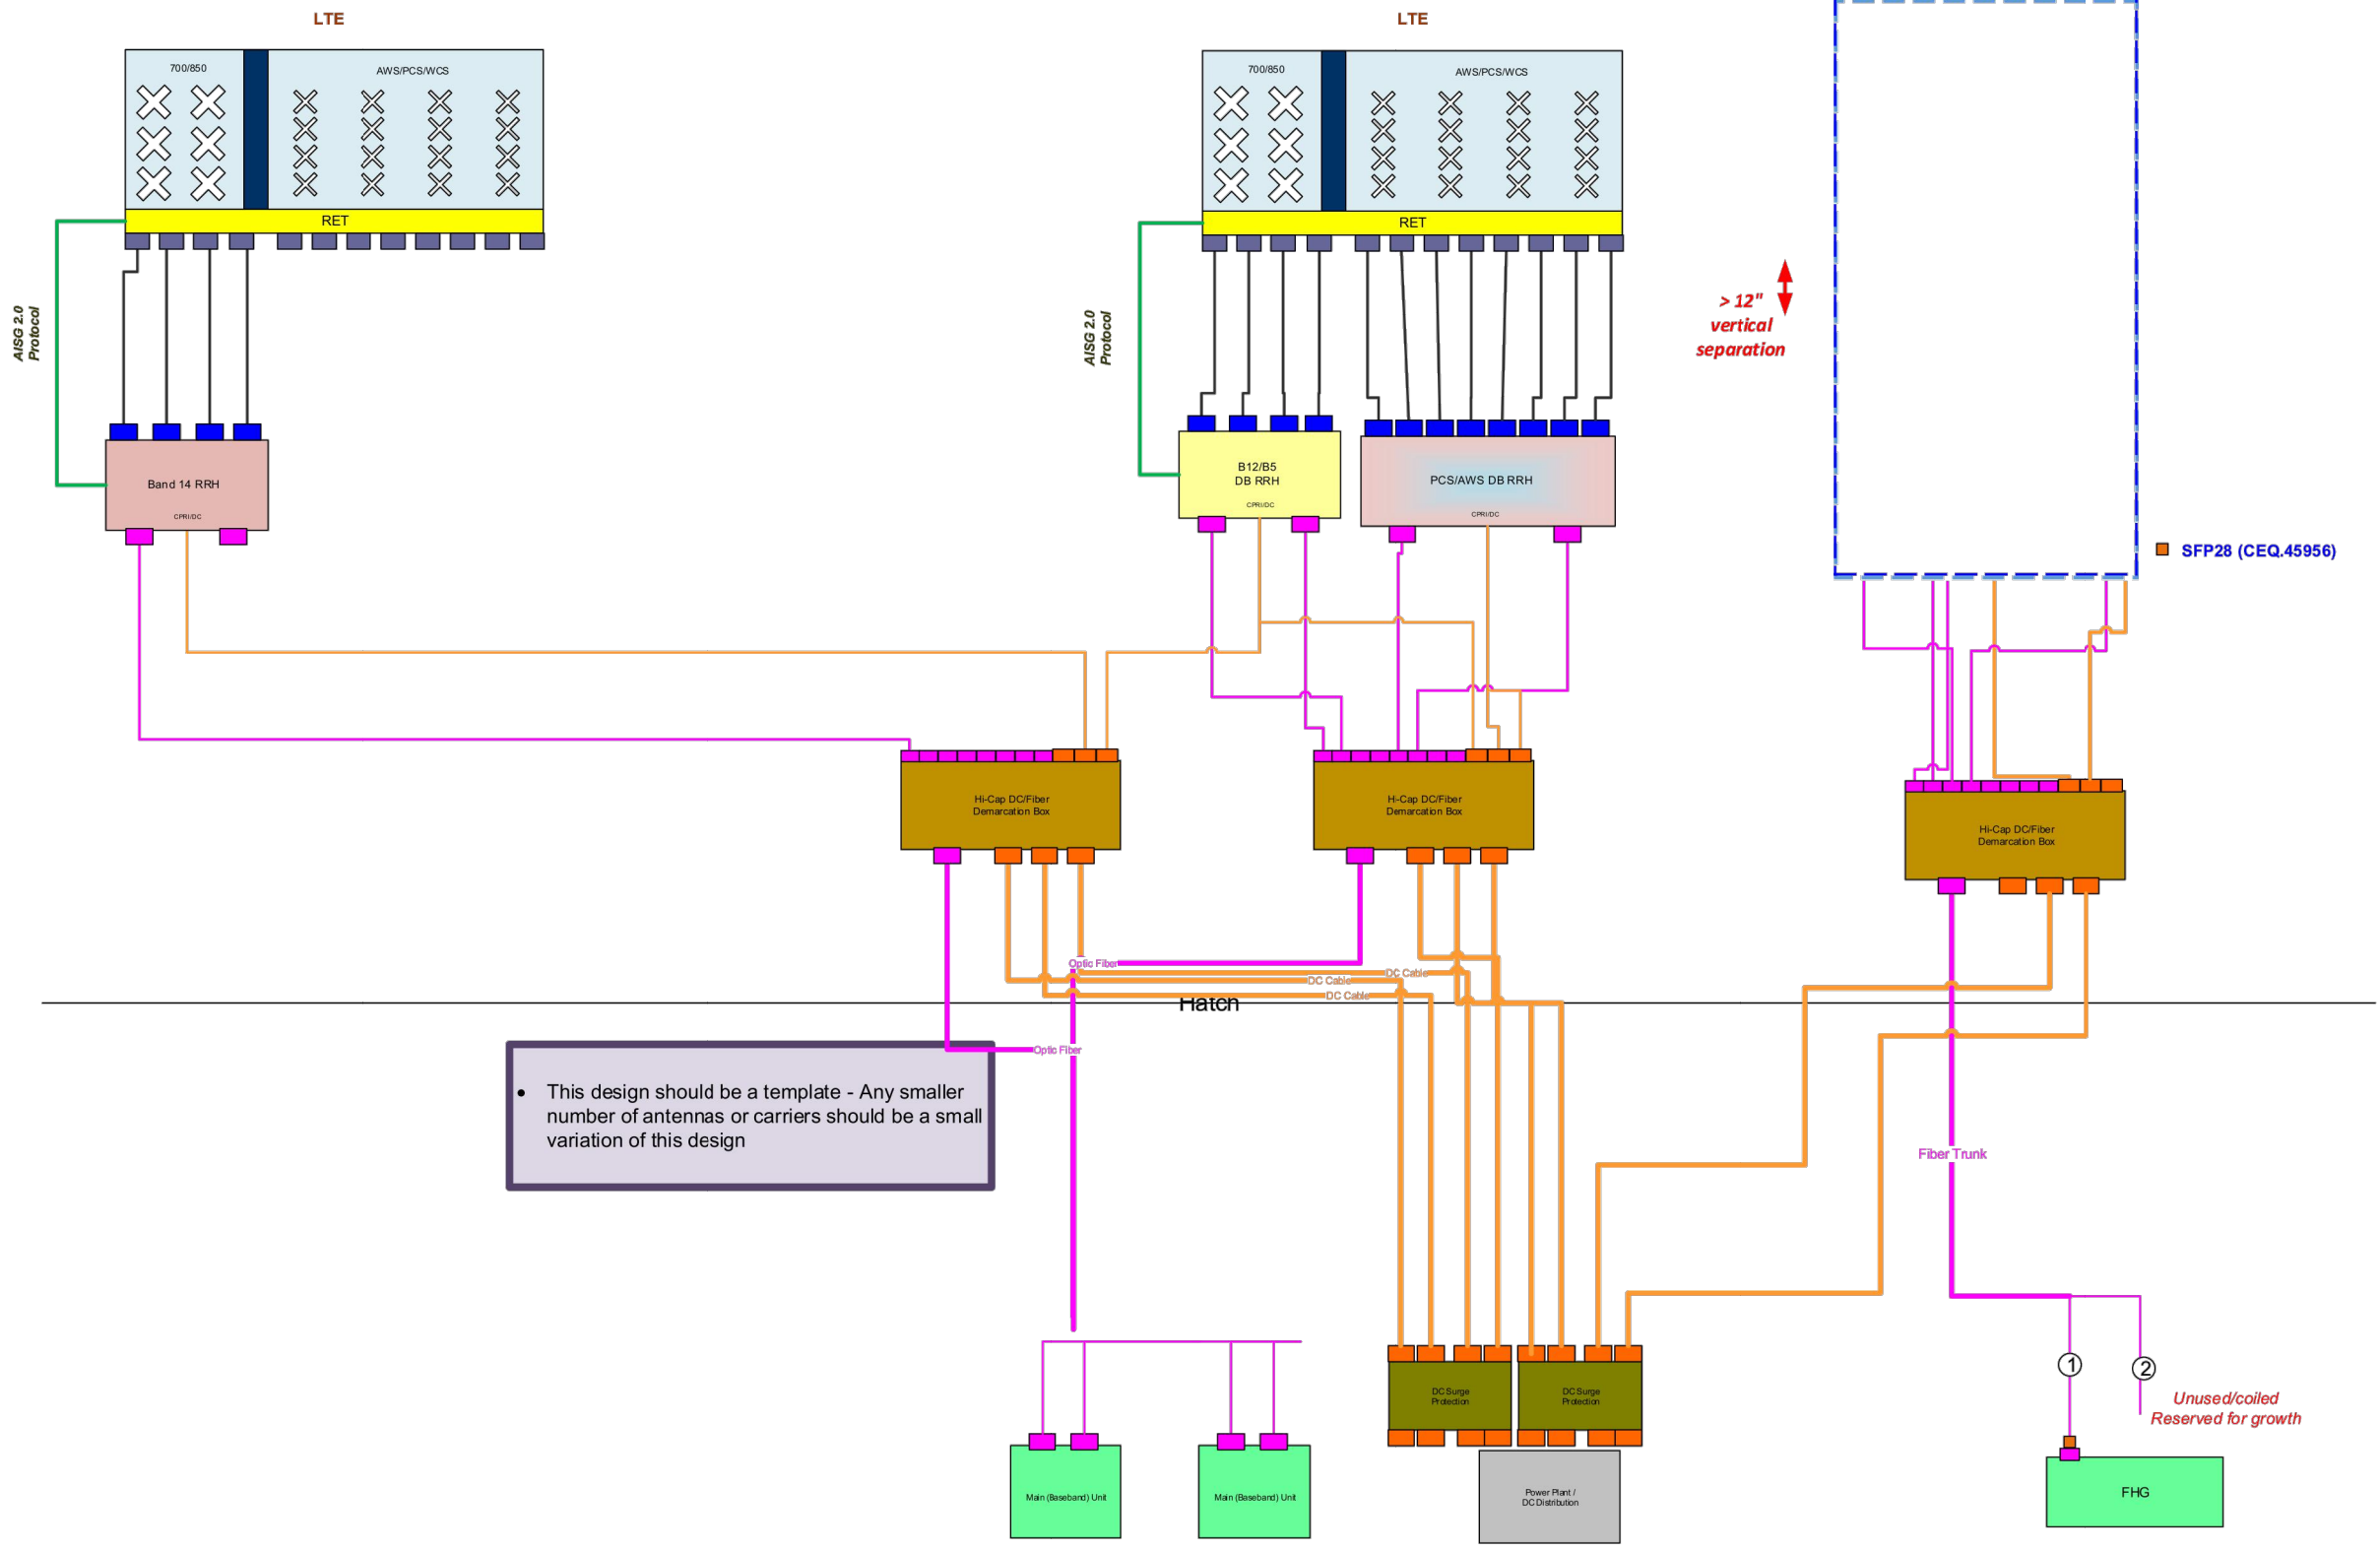 LTE
LTE
700/850
AWS/PCS/WCS
700/850
AWS/PCS/WCS
RET
RET
AISG 2.0
Protocol
AISG 2.0
Protocol
> 12"
vertical
separation
Band 14 RRH
CPRI/DC
B12/B5
DB RRH
CPRI/DC
PCS/AWS DB RRH
CPRI/DC
SFP28 (CEQ.45956)
Hi-Cap DC/Fiber
Demarcation Box
Hi-Cap DC/Fiber
Demarcation Box
Hi-Cap DC/Fiber
Demarcation Box
Optic Fiber
DC Cable
DC Cable
DC Cable
Hatch
Optic Fiber
• This design should be a template - Any smaller
number of antennas or carriers should be a small
variation of this design
Fiber Trunk
1
2
Unused/coiled
Reserved for growth
DC Surge
Protection
DC Surge
Protection
Main (Baseband) Unit
Main (Baseband) Unit
Power Plant /
DC Distribution
FHG